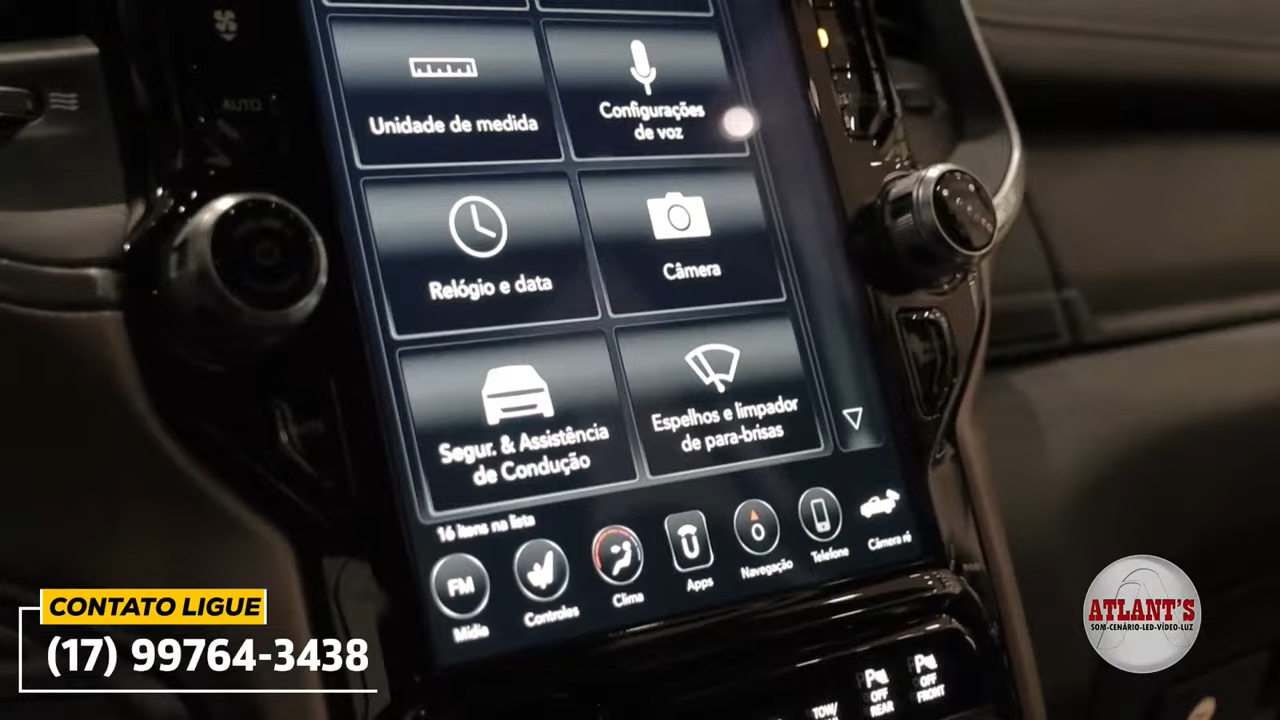 AUTO
Unidade de medida
Configurações
de voz
Relógio e data
Câmera
Segur. & Assistência
de Condução
Espelhos e limpador
de para-brisas
16 itens na lista
FM
Mídia
Controles
Clima
Apps
O
Navegação
Telefone
Câmera ré
TOW/
P
OFF
REAR
P
OFF
FRONT
CONTATO LIGUE
(17) 99764-3438
ATLANT'S
SOM-CENÁRIO-LED-VÍDEO-LUZ